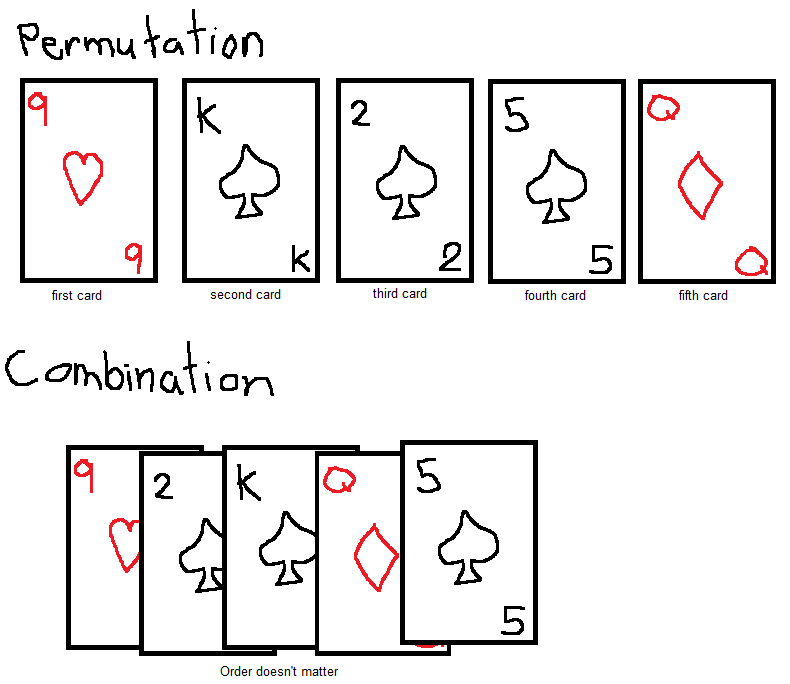 Permutation
9 K 2 5 Q
9 K 2 5 Q
first card second card third card fourth card fifth card
Combination
9 2 K Q 5
5
Order doesn't matter